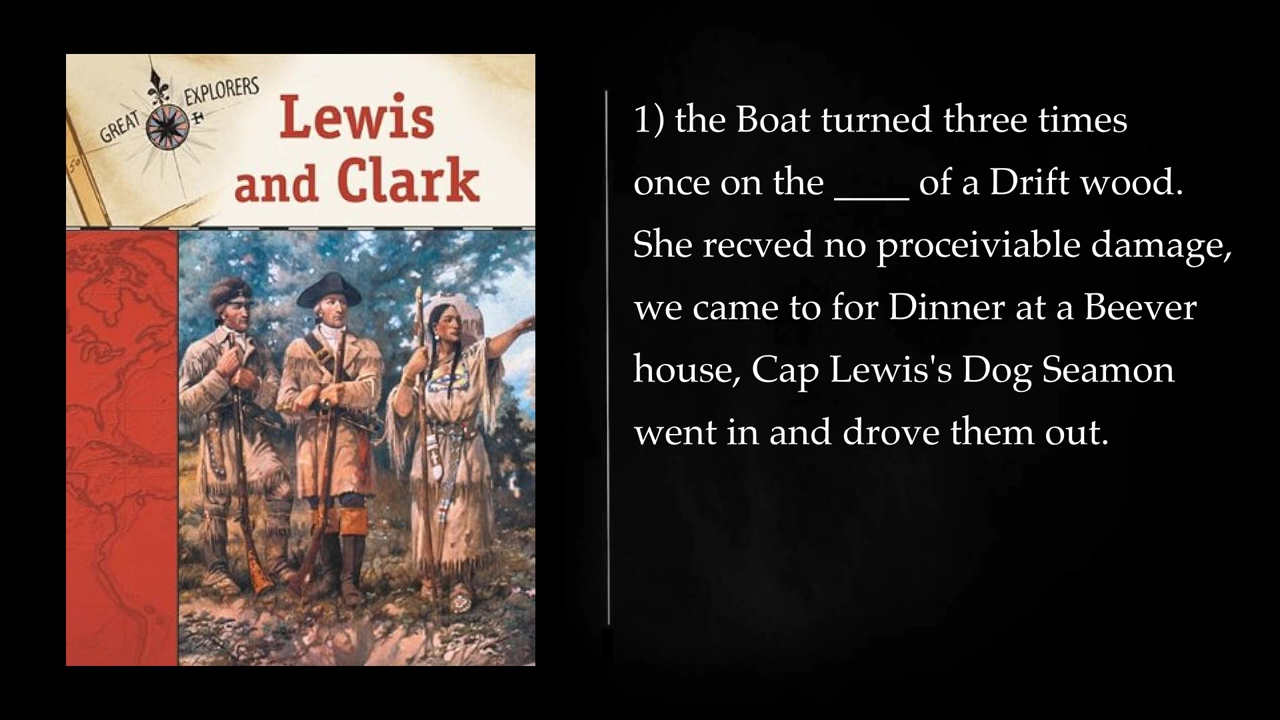 GREAT EXPLORERS
Lewis
and Clark
50
1) the Boat turned three times
once on the ____ of a Drift wood.
She recved no proceiviable damage,
we came to for Dinner at a Beever
house, Cap Lewis's Dog Seamon
went in and drove them out.